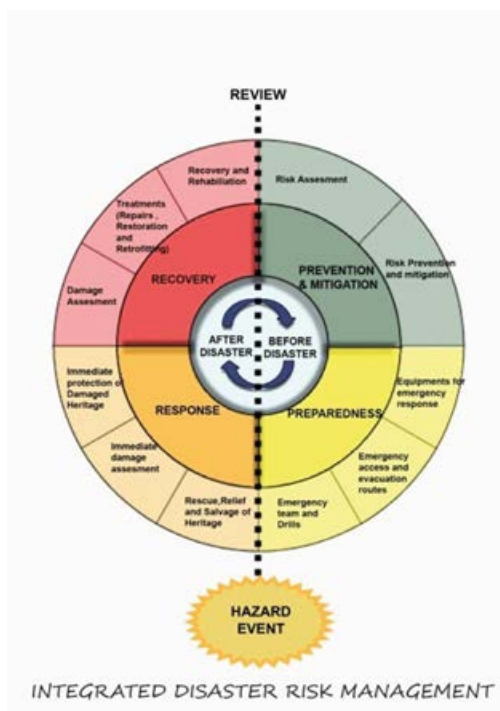 REVIEW
Recovery and
Rehabiliation
Risk Assesment
Treatments
(Repairs ,
Restoration
and
Retrofitting)
Risk Prevention
and mitigation
RECOVERY
PREVENTION
& MITIGATION
Damage
Assesment
AFTER
DISASTER
BEFORE
DISASTER
Immediate
protection of
Damaged
Heritage
Equipments for
emergency
response
RESPONSE
PREPAREDNESS
Immediate
damage
assesment
Emergency
access and
evacuation
routes
Rescue,Relief
and Salvage of
Heritage
Emergency
team and
Drills
HAZARD
EVENT
INTEGRATED DISASTER RISK MANAGEMENT